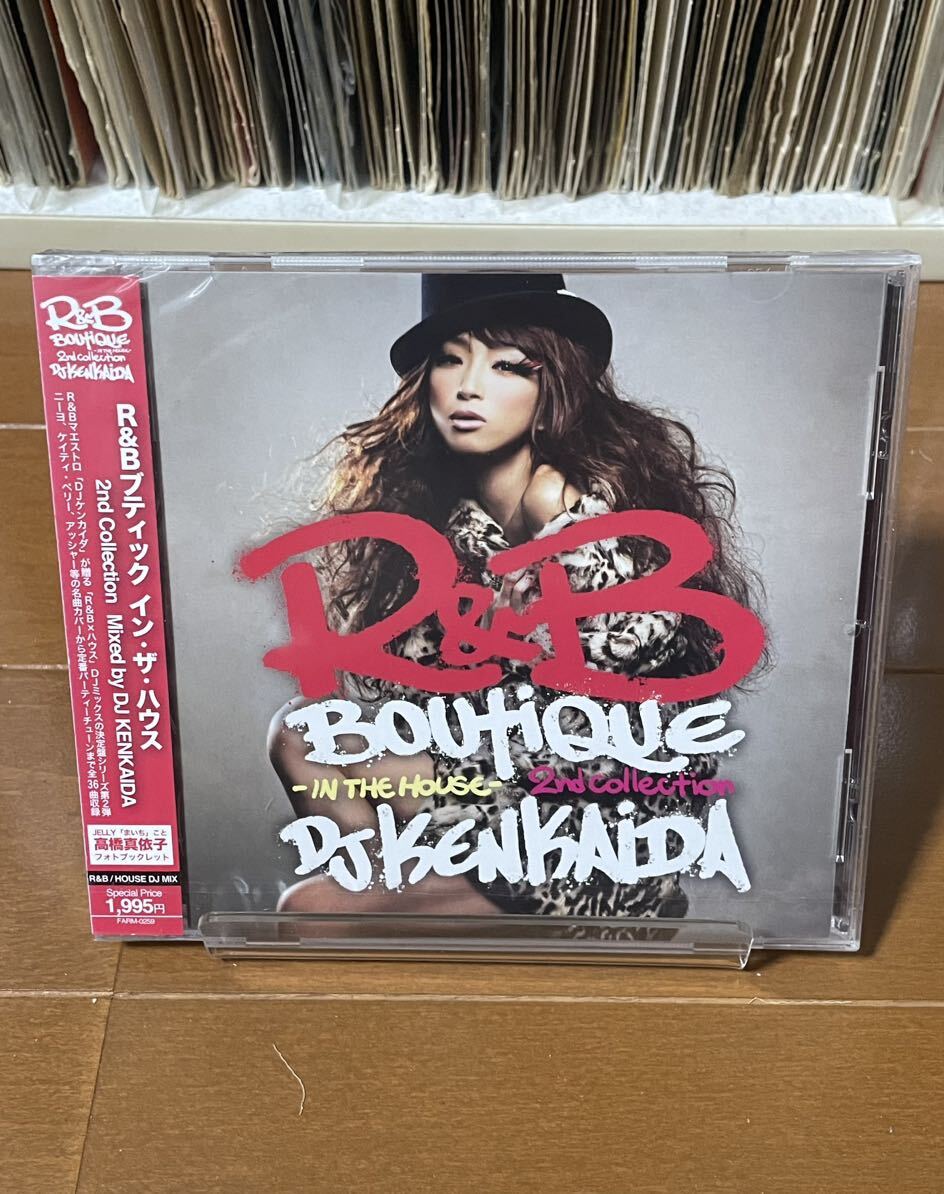 R&B
BOUTIQUE
-IN THE HOUSE-
2nd Collection
DJ KENKAIDA
R&Bブティック イン・ザ・ハウス
2nd Collection Mixed by DJ KENKAIDA
R&Bマエストロ「DJケンカイダ」が贈る「R&B×ハウス」DJミックスの決定盤シリーズ第2弾
ニーヨ、ケイティ・ペリー、アッシャー等の名曲カバーから定番パーティーチューンまで全36曲収録
JELLY「まいち」こと
高橋真依子
フォトブックレット
R&B / HOUSE DJ MIX
Special Price
1,995円
FARM-0259
R&B
BOUTIQUE
-IN THE HOUSE- 2nd Collection
DJ KENKAIDA